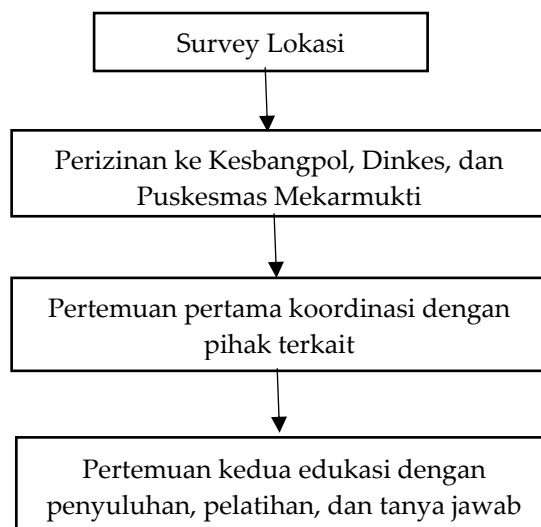 Survey Lokasi
Perizinan ke Kesbangpol, Dinkes, dan
Puskesmas Mekarmukti
Pertemuan pertama koordinasi dengan
pihak terkait
Pertemuan kedua edukasi dengan
penyuluhan, pelatihan, dan tanya jawab